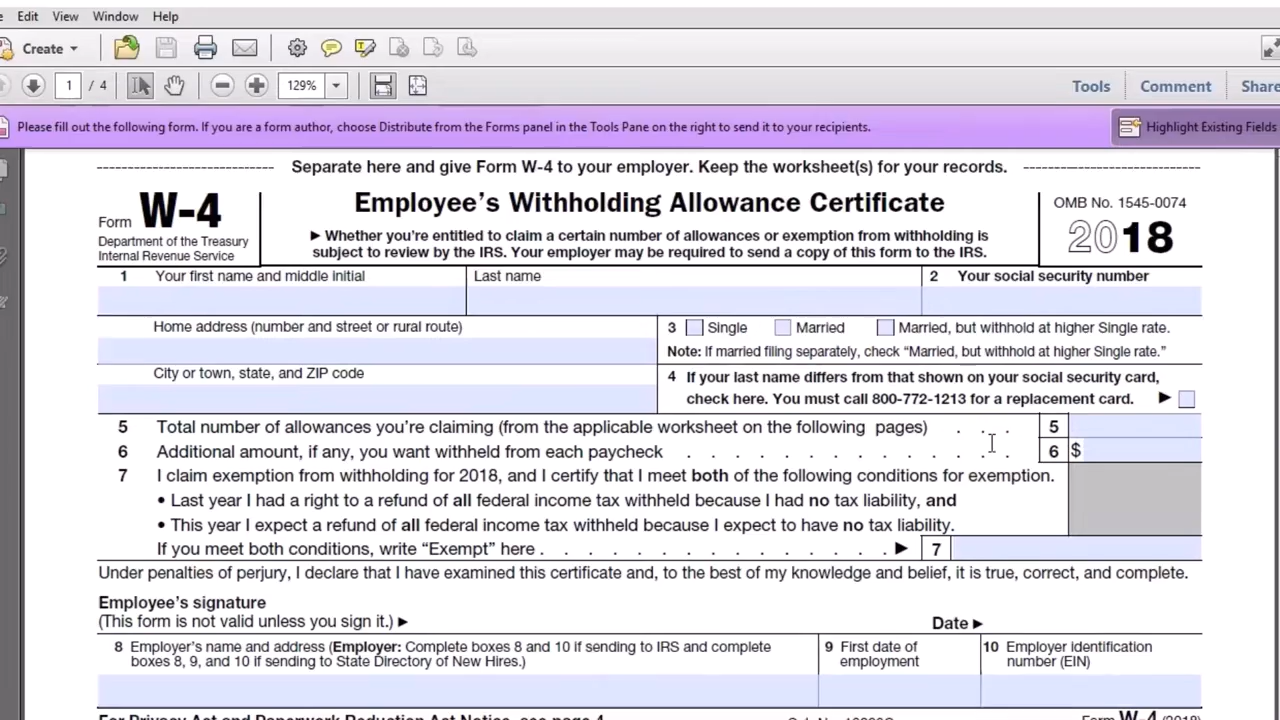 Edit View Window Help
Create
1 / 4 129% Tools Comment Share
Please fill out the following form. If you are a form author, choose Distribute from the Forms panel in the Tools Pane on the right to send it to your recipients. Highlight Existing Fields
Separate here and give Form W-4 to your employer. Keep the worksheet(s) for your records.
Form W-4
Department of the Treasury
Internal Revenue Service
Employee's Withholding Allowance Certificate
► Whether you're entitled to claim a certain number of allowances or exemption from withholding is
subject to review by the IRS. Your employer may be required to send a copy of this form to the IRS.
OMB No. 1545-0074
2018
1 Your first name and middle initial Last name 2 Your social security number
Home address (number and street or rural route)
3 Single Married Married, but withhold at higher Single rate.
Note: If married filing separately, check “Married, but withhold at higher Single rate.”
City or town, state, and ZIP code
4 If your last name differs from that shown on your social security card,
check here. You must call 800-772-1213 for a replacement card. ►
5 Total number of allowances you're claiming (from the applicable worksheet on the following pages) . . . 5
6 Additional amount, if any, you want withheld from each paycheck . . . . . . . . . . . . . . 6 $
7 I claim exemption from withholding for 2018, and I certify that I meet both of the following conditions for exemption.
• Last year I had a right to a refund of all federal income tax withheld because I had no tax liability, and
• This year I expect a refund of all federal income tax withheld because I expect to have no tax liability.
If you meet both conditions, write “Exempt” here . . . . . . . . . . . . . . . ► 7
Under penalties of perjury, I declare that I have examined this certificate and, to the best of my knowledge and belief, it is true, correct, and complete.
Employee's signature
(This form is not valid unless you sign it.) ► Date ►
8 Employer's name and address (Employer: Complete boxes 8 and 10 if sending to IRS and complete
boxes 8, 9, and 10 if sending to State Directory of New Hires.)
9 First date of
employment
10 Employer identification
number (EIN)
For Privacy Act and Paperwork Reduction Act Notice, see page 4. Form W-4 (2018)